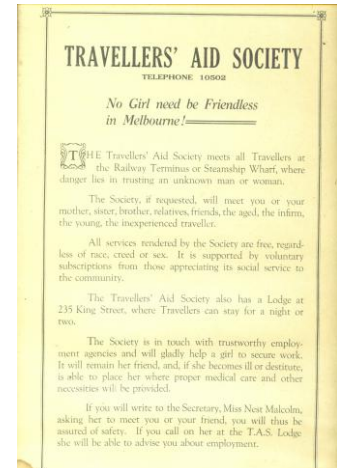 TRAVELLERS' AID SOCIETY
TELEPHONE 10502
No Girl need be Friendless
in Melbourne!
THE Travellers' Aid Society meets all Travellers at
the Railway Terminus or Steamship Wharf, where
danger lies in trusting an unknown man or woman.
The Society, if requested, will meet you or your
mother, sister, brother, relatives, friends, the aged, the infirm,
the young, the inexperienced traveller.
All services rendered by the Society are free, regard-
less of race, creed or sex. It is supported by voluntary
subscriptions from those appreciating its social service to
the community.
The Travellers' Aid Society also has a Lodge at
235 King Street, where Travellers can stay for a night or
two.
The Society is in touch with trustworthy employ-
ment agencies and will gladly help a girl to secure work.
It will remain her friend, and, if she becomes ill or destitute,
is able to place her where proper medical care and other
necessities will be provided.
If you will write to the Secretary, Miss Nest Malcolm,
asking her to meet you or your friend, you will thus be
assured of safety. If you call on her at the T.A.S. Lodge
she will be able to advise you about employment.